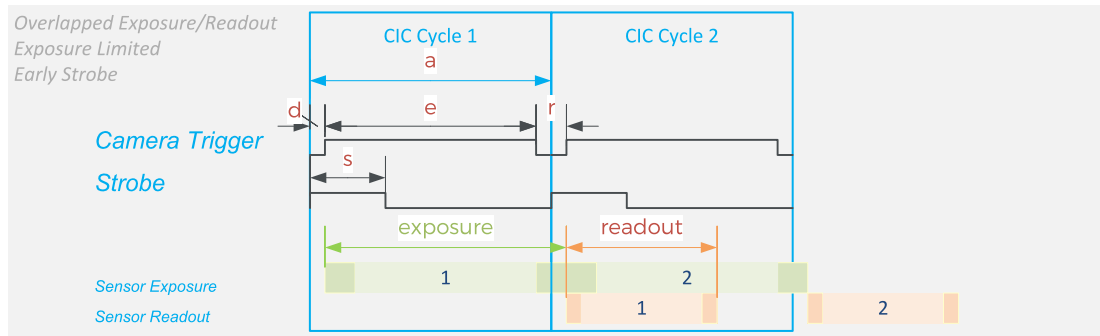 Overlapped Exposure/Readout
Exposure Limited
Early Strobe
CIC Cycle 1
CIC Cycle 2
a
d
e
r
Camera Trigger
s
Strobe
exposure
readout
Sensor Exposure
1
2
Sensor Readout
1
2